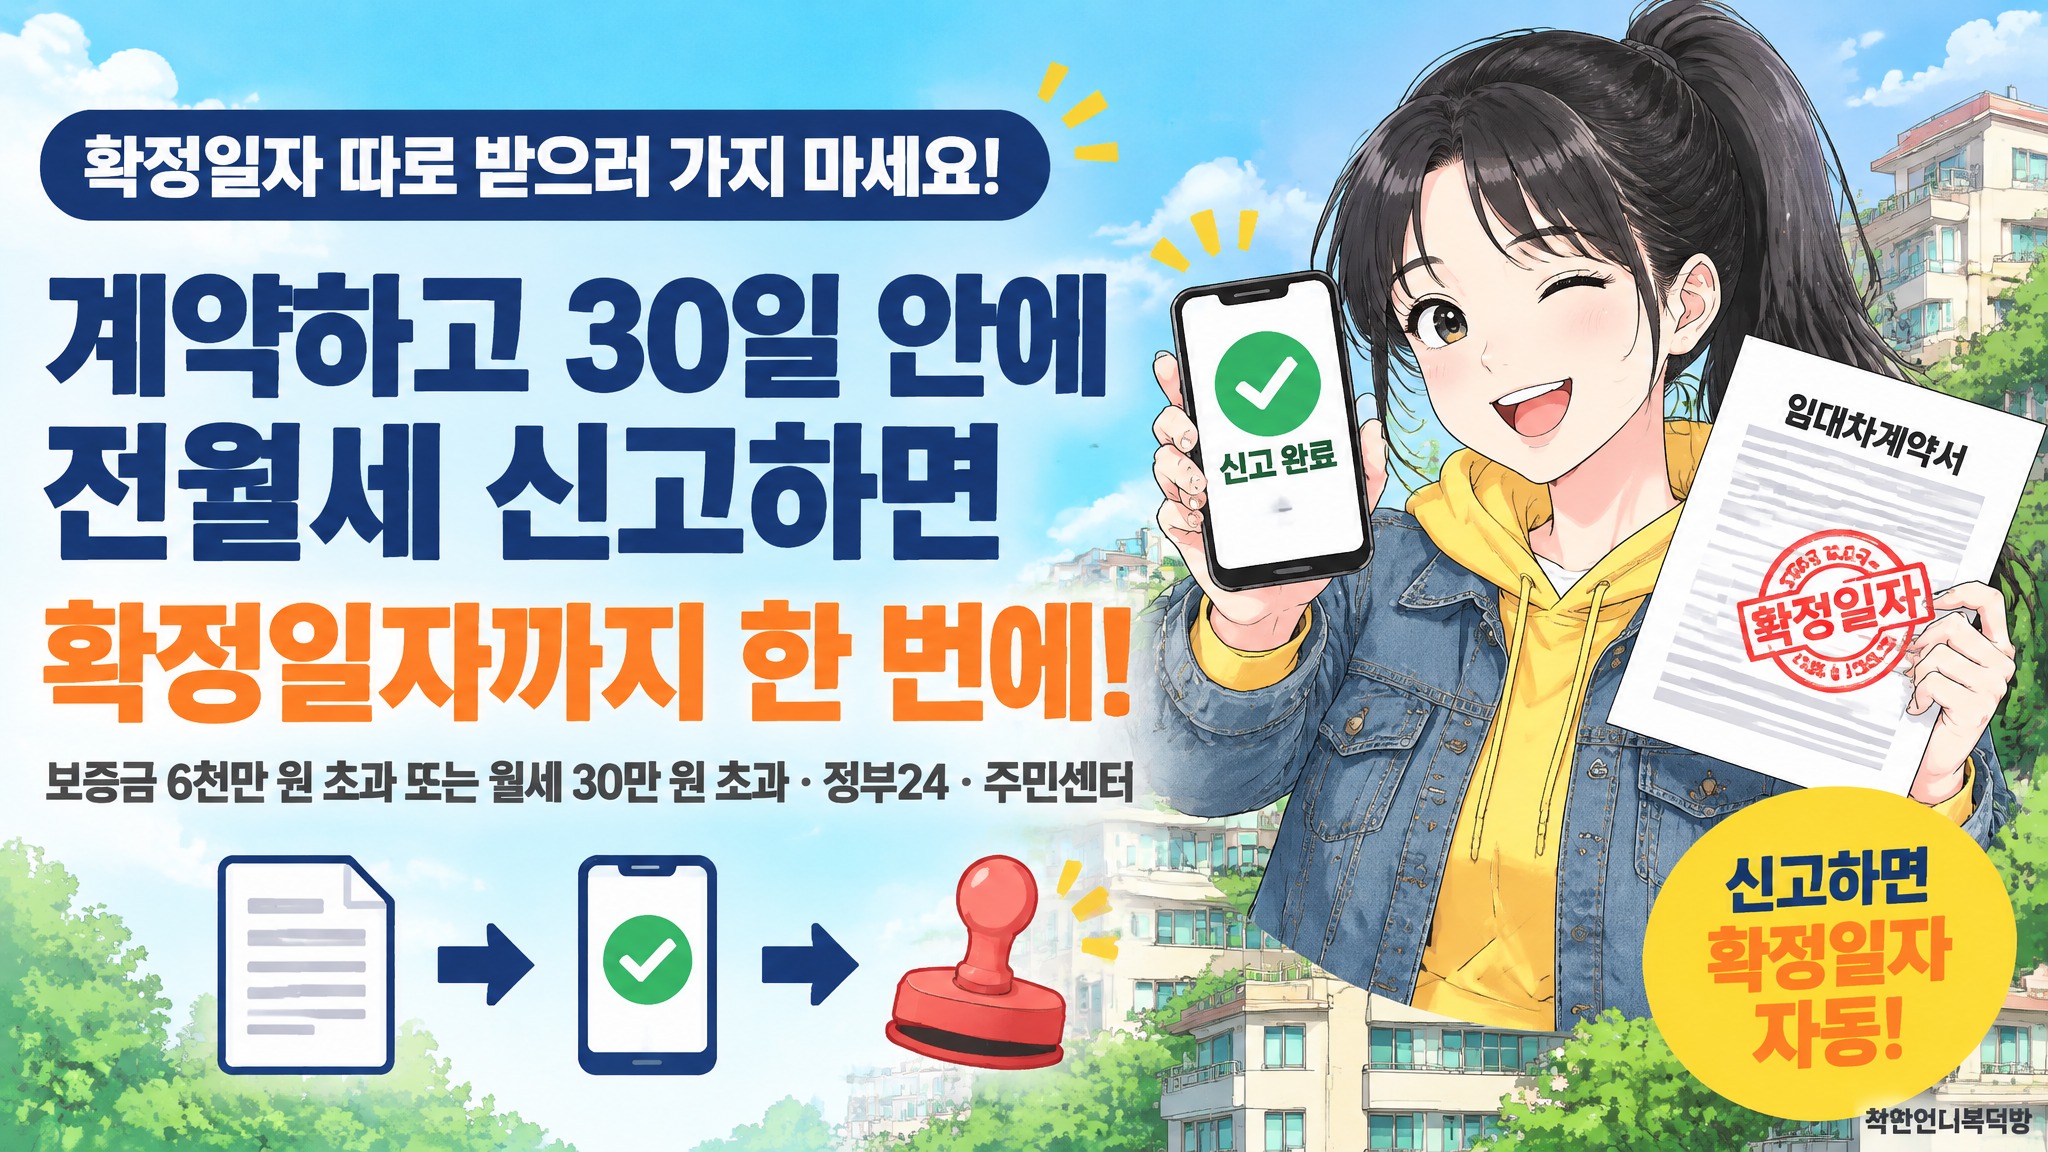 확정일자 따로 받으러 가지 마세요!
계약하고 30일 안에
전월세 신고하면
확정일자까지 한 번에!
보증금 6천만 원 초과 또는 월세 30만 원 초과 · 정부24 · 주민센터
신고 완료
임대차계약서
확정일자
신고하면
확정일자
자동!
착한언니복덕방